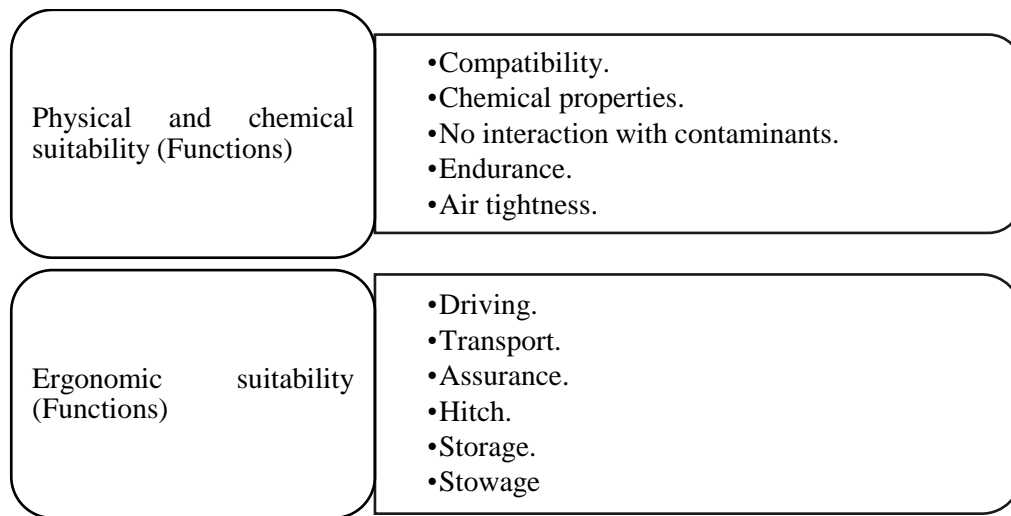 Physical and chemical
suitability (Functions)
•Compatibility.
•Chemical properties.
•No interaction with contaminants.
•Endurance.
•Air tightness.
Ergonomic suitability
(Functions)
•Driving.
•Transport.
•Assurance.
•Hitch.
•Storage.
•Stowage